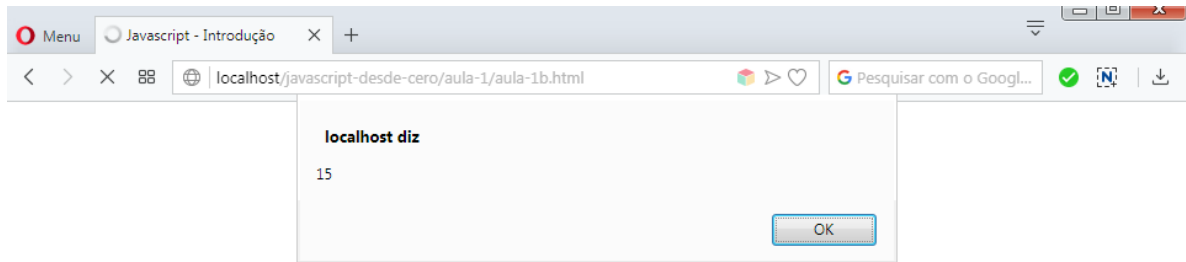 Menu Javascript - Introdução
localhost/javascript-desde-cero/aula-1/aula-1b.html G Pesquisar com o Googl... N
localhost diz
15
OK